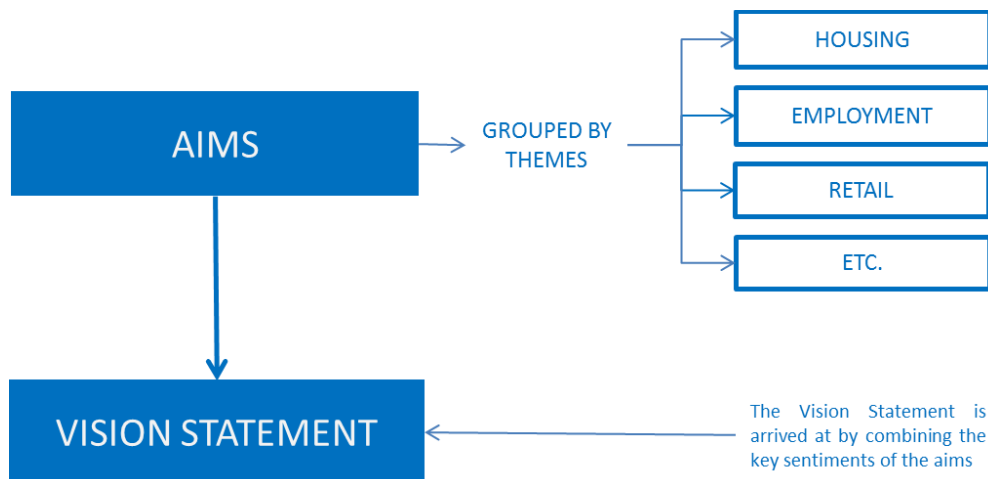 HOUSING
EMPLOYMENT
AIMS
GROUPED BY
THEMES
RETAIL
ETC.
VISION STATEMENT
The Vision Statement is
arrived at by combining the
key sentiments of the aims